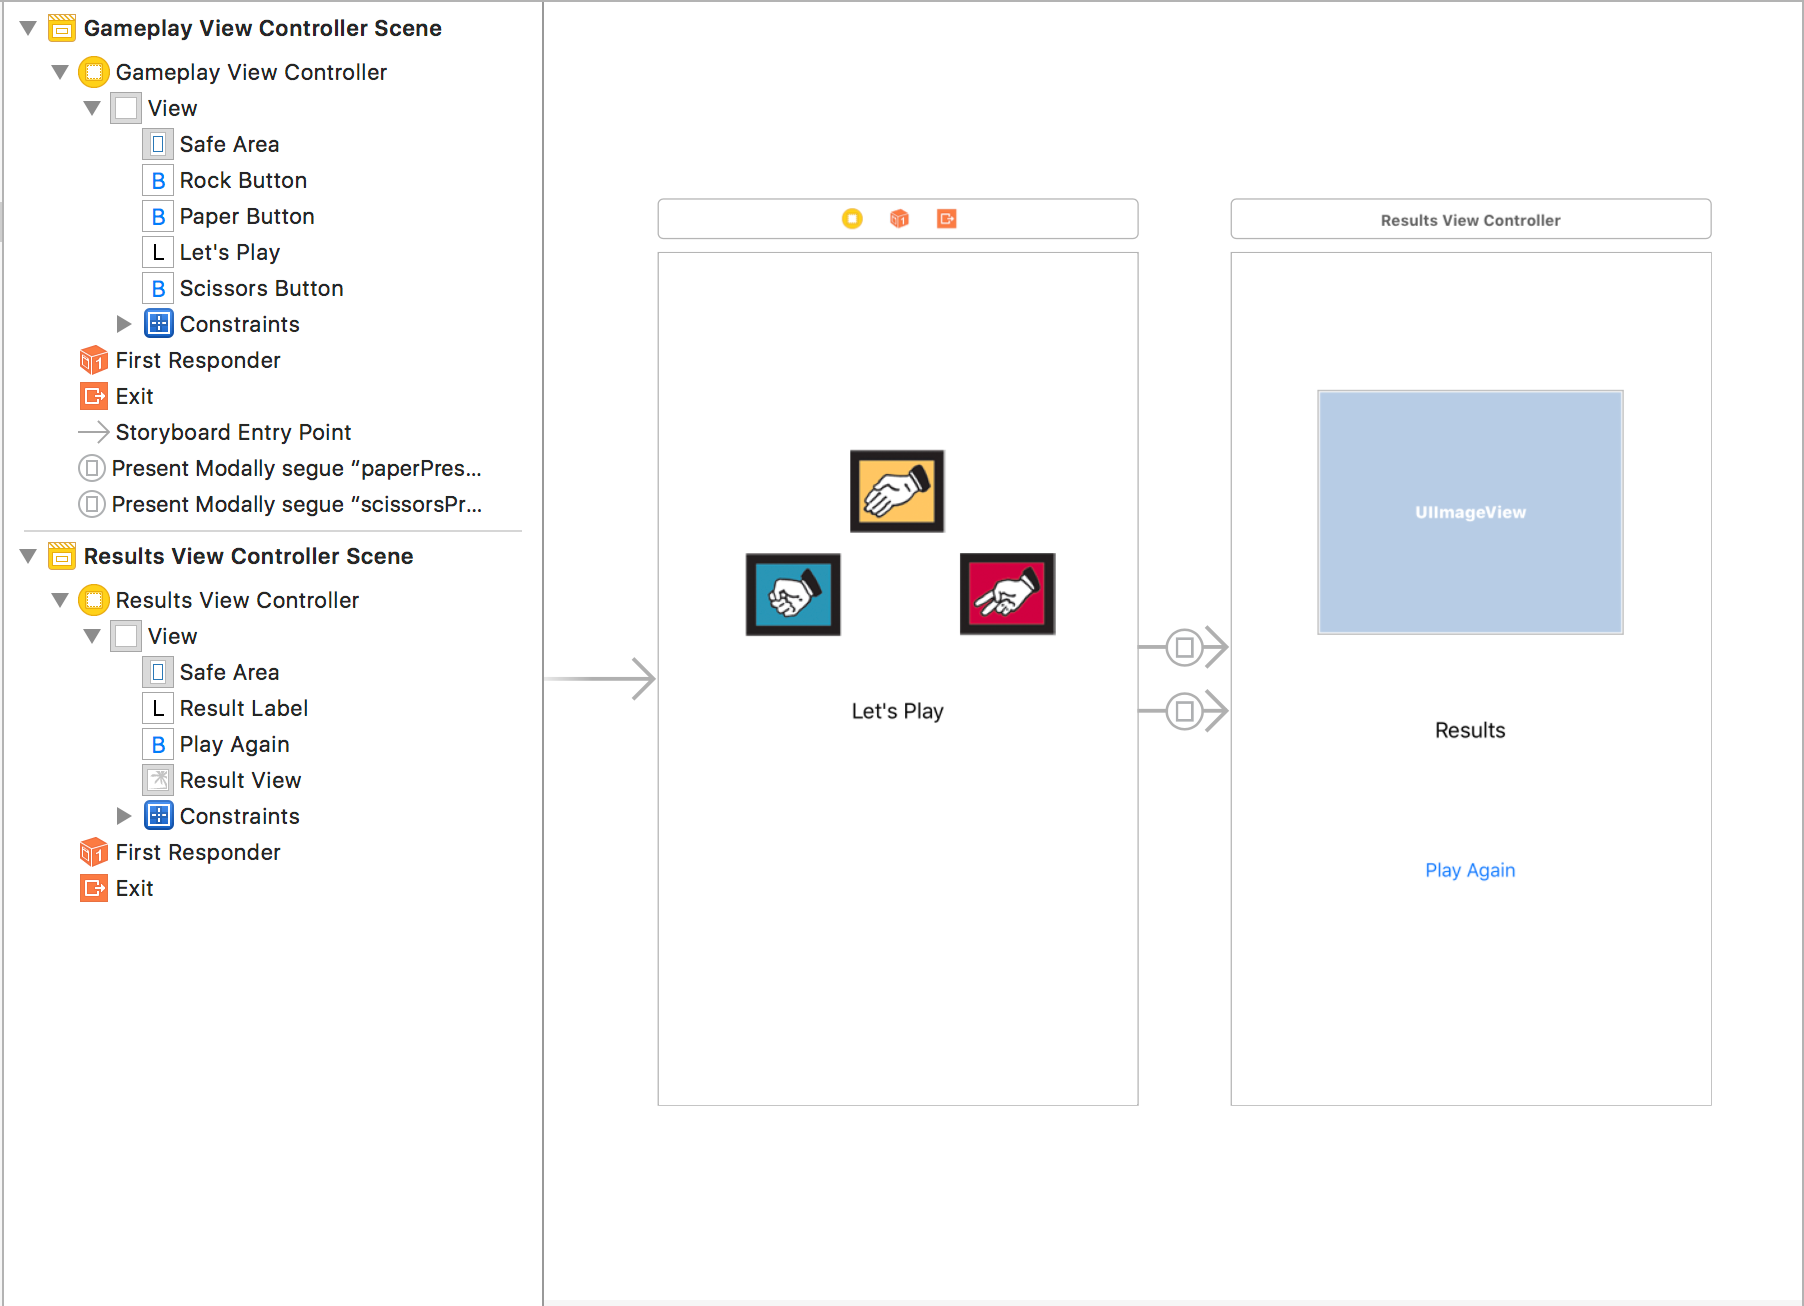 Gameplay View Controller Scene
Gameplay View Controller
View
Safe Area
B Rock Button
B Paper Button
L Let's Play
B Scissors Button
Constraints
First Responder
Exit
Storyboard Entry Point
Present Modally segue “paperPres...
Present Modally segue “scissorsPr...
Results View Controller Scene
Results View Controller
View
Safe Area
L Result Label
B Play Again
Result View
Constraints
First Responder
Exit
Let's Play
Results View Controller
UIImageView
Results
Play Again